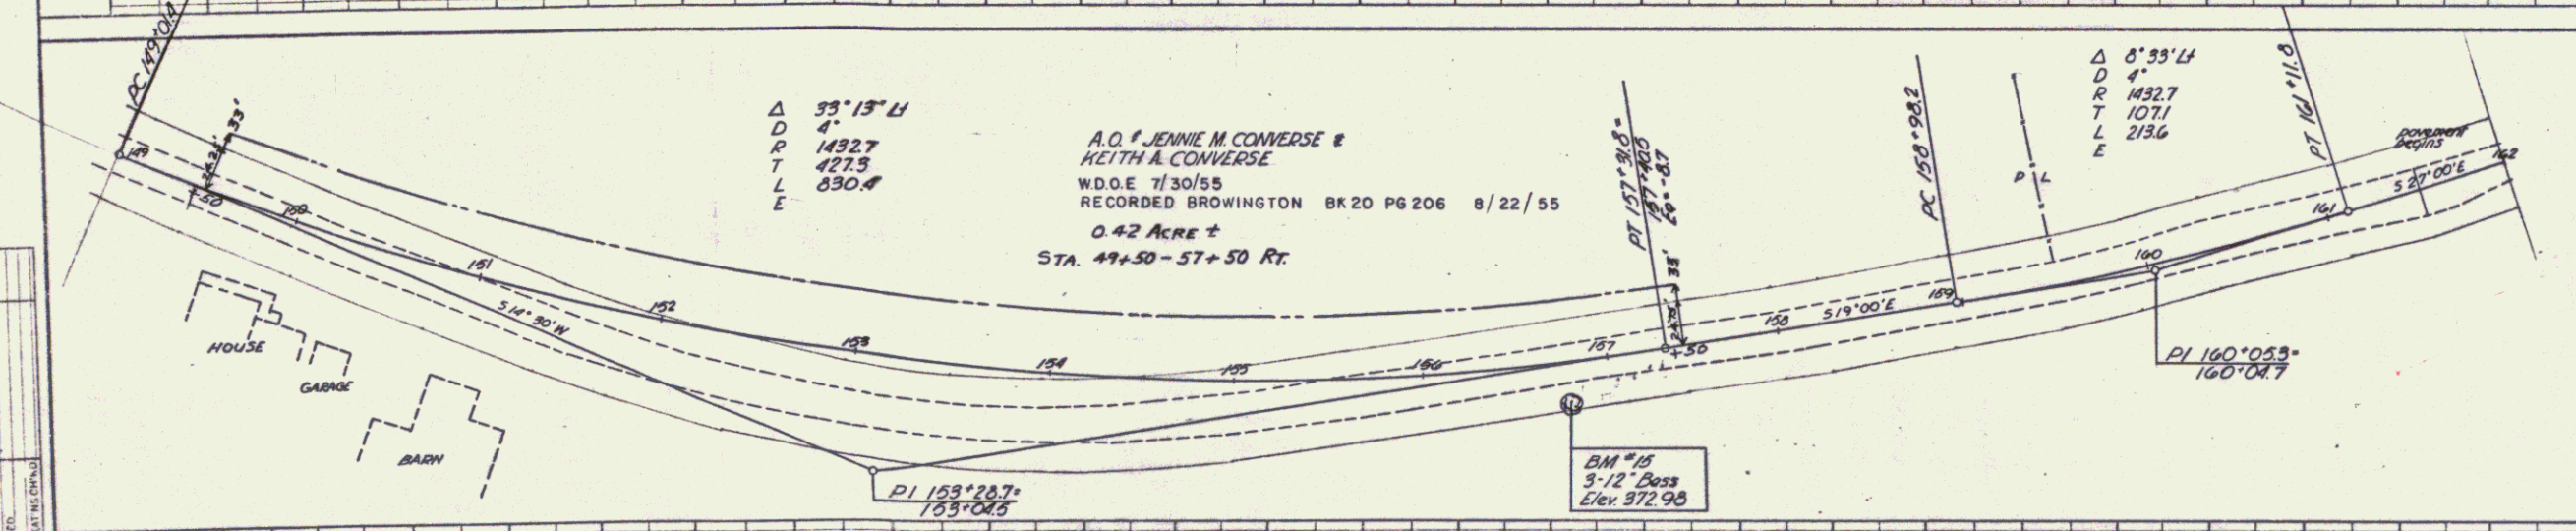 PC 149+01.4
33'
24.25'
149
+50
150
151
152
153
154
155
156
157
+50
158
159
160
161
162
Δ 33°13' Lt
D 4°
R 1432.7
T 427.3
L 830.4
E
A.O. & JENNIE M. CONVERSE &
KEITH A. CONVERSE
W.D.O.E 7/30/55
RECORDED BROWINGTON BK 20 PG 206 8/22/55
0.42 ACRE ±
STA. 49+50 - 57+50 RT.
S 14° 30' W
HOUSE
GARAGE
BARN
PI 153+28.7=
153+04.5
PT 157+31.8=
157+40.5
Eq = -8.7
33'
24.75'
BM #15
3-12" Bass
Elev. 372.98
S19°00'E
PC 158+98.2
P L
Δ 8°33' Lt
D 4°
R 1432.7
T 107.1
L 213.6
E
PI 160+05.3=
160+04.7
PT 161+11.8
pavement
begins
S 27°00'E